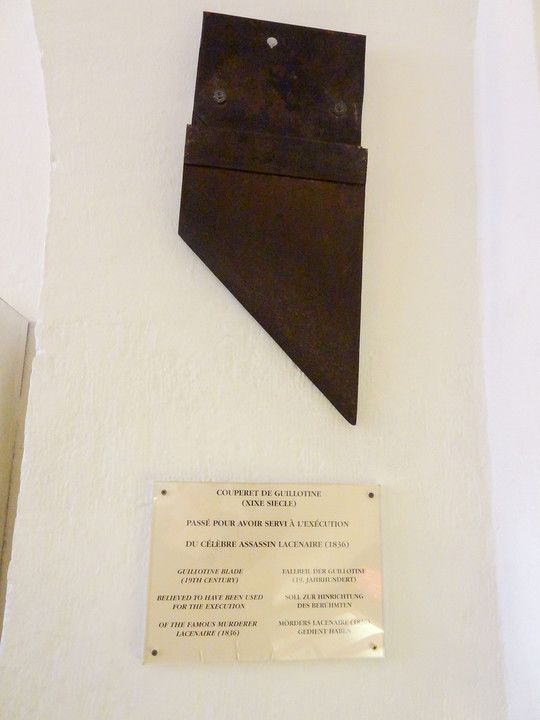 COUPERET DE GUILLOTINE
(XIXE SIECLE)
PASSÉ POUR AVOIR SERVI À L'EXÉCUTION
DU CÉLÈBRE ASSASSIN LACENAIRE (1836)
GUILLOTINE BLADE
(19TH CENTURY)
BELIEVED TO HAVE BEEN USED
FOR THE EXECUTION
OF THE FAMOUS MURDERER
LACENAIRE (1836)
FALLBEIL DER GUILLOTINE
(19. JAHRHUNDERT)
SOLL ZUR HINRICHTUNG
DES BERÜHMTEN
MÖRDERS LACENAIRE (1836)
GEDIENT HABEN